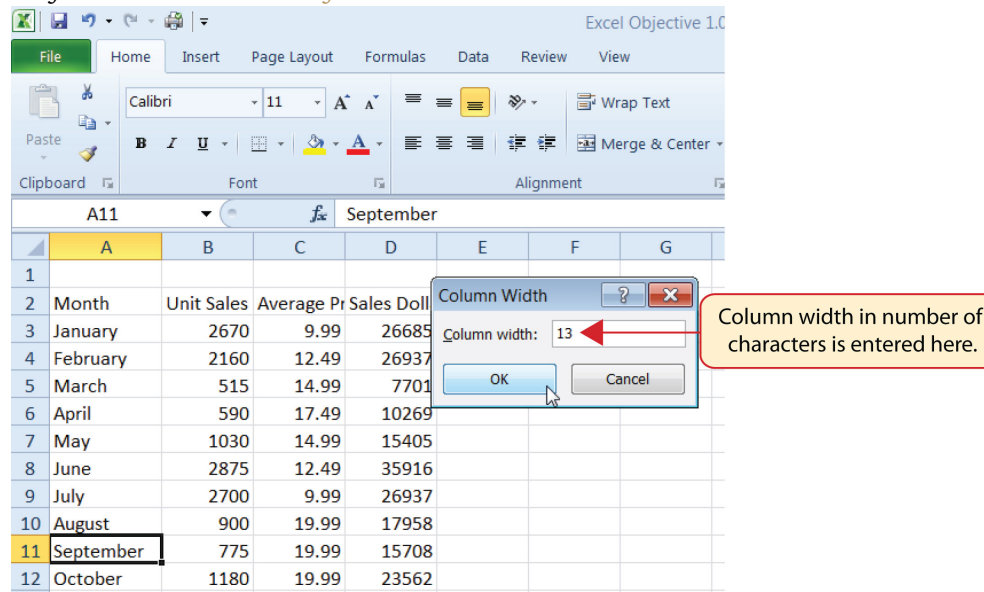 Excel Objective 1.0
File Home Insert Page Layout Formulas Data Review View
Calibri 11 A A Wrap Text
Paste B I U A Merge & Center
Clipboard Font Alignment
A11 fx September
A B C D E F G
1
2 Month Unit Sales Average Pr Sales Doll
3 January 2670 9.99 26685
4 February 2160 12.49 26937
5 March 515 14.99 7701
6 April 590 17.49 10269
7 May 1030 14.99 15405
8 June 2875 12.49 35916
9 July 2700 9.99 26937
10 August 900 19.99 17958
11 September 775 19.99 15708
12 October 1180 19.99 23562
Column Width ?
Column width: 13
OK Cancel
Column width in number of
characters is entered here.